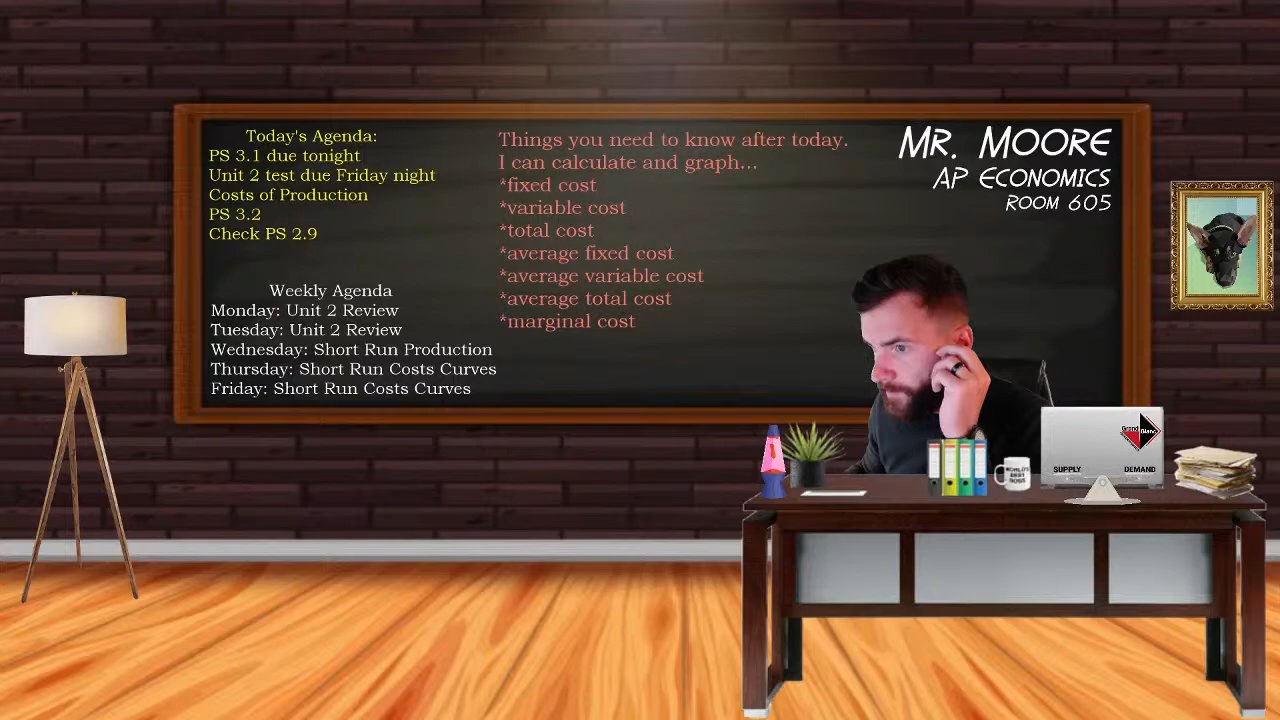 Today's Agenda:
PS 3.1 due tonight
Unit 2 test due Friday night
Costs of Production
PS 3.2
Check PS 2.9
Weekly Agenda
Monday: Unit 2 Review
Tuesday: Unit 2 Review
Wednesday: Short Run Production
Thursday: Short Run Costs Curves
Friday: Short Run Costs Curves
Things you need to know after today.
I can calculate and graph...
*fixed cost
*variable cost
*total cost
*average fixed cost
*average variable cost
*average total cost
*marginal cost
MR. MOORE
AP ECONOMICS
ROOM 605
WORLD'S
BEST
Grand Blanc
SUPPLY DEMAND